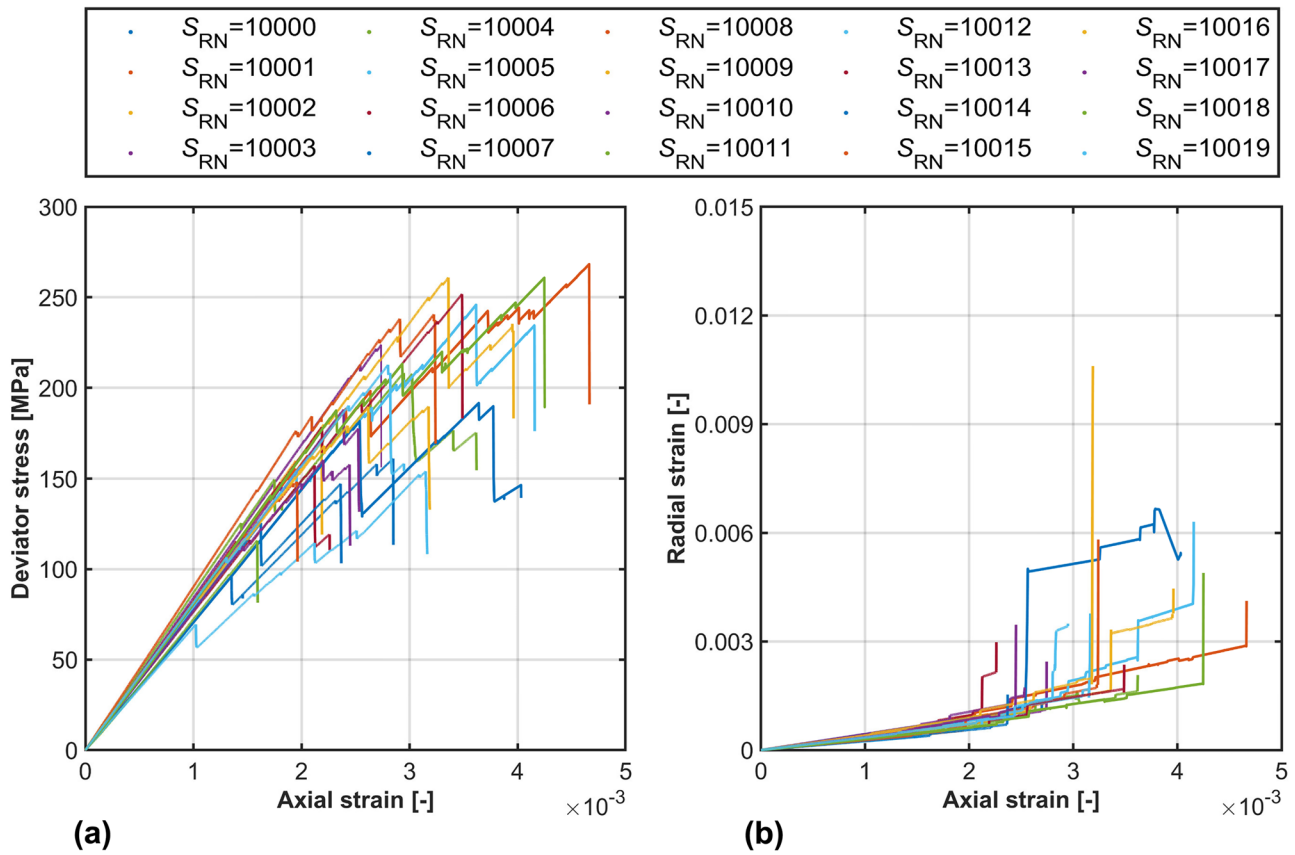 S_RN=10000 S_RN=10004 S_RN=10008 S_RN=10012 S_RN=10016
S_RN=10001 S_RN=10005 S_RN=10009 S_RN=10013 S_RN=10017
S_RN=10002 S_RN=10006 S_RN=10010 S_RN=10014 S_RN=10018
S_RN=10003 S_RN=10007 S_RN=10011 S_RN=10015 S_RN=10019
300
250
200
150
100
50
0
Deviator stress [MPa]
0 1 2 3 4 5
Axial strain [-]
×10⁻³
(a)
0.015
0.012
0.009
0.006
0.003
0
Radial strain [-]
0 1 2 3 4 5
Axial strain [-]
×10⁻³
(b)